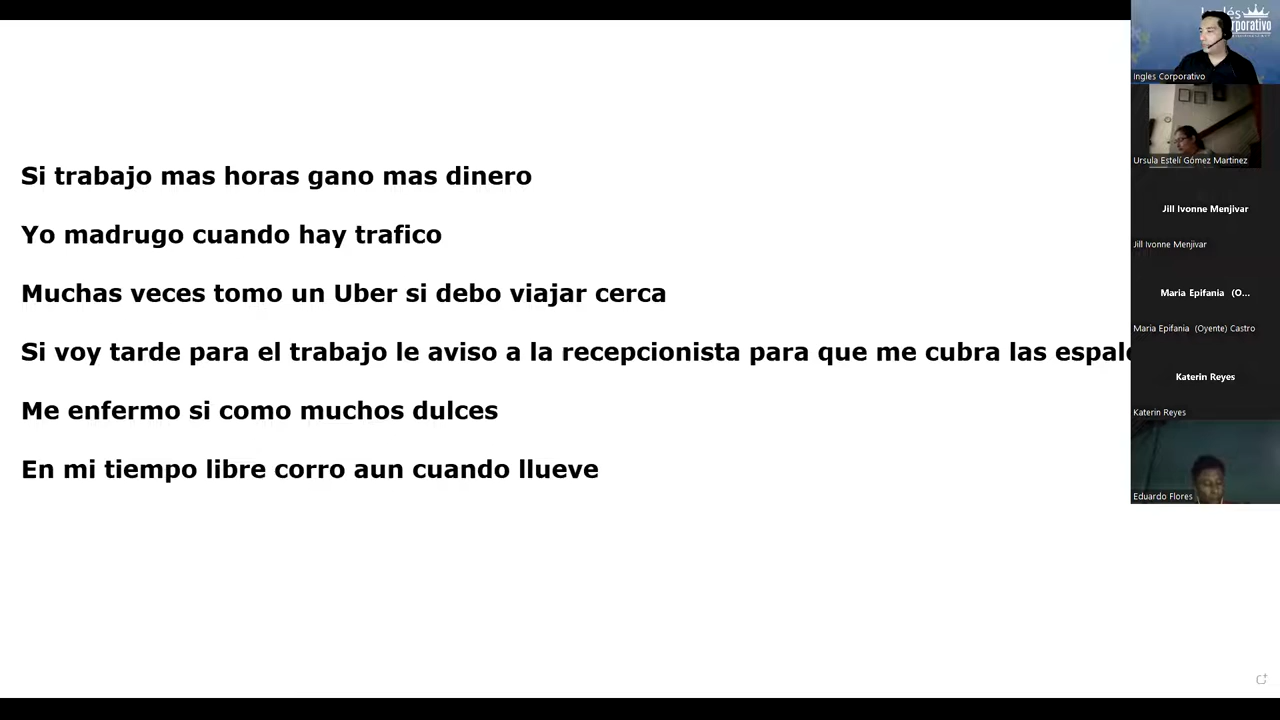 Si trabajo mas horas gano mas dinero
Yo madrugo cuando hay trafico
Muchas veces tomo un Uber si debo viajar cerca
Si voy tarde para el trabajo le aviso a la recepcionista para que me cubra las
Me enfermo si como muchos dulces
En mi tiempo libre corro aun cuando llueve
Ingles Corporativo
Ursula Estelí Gómez Martinez
Jill Ivonne Menjivar
Jill Ivonne Menjivar
Maria Epifania (O...
Maria Epifania (Oyente) Castro
Katerin Reyes
Katerin Reyes
Eduardo Flores